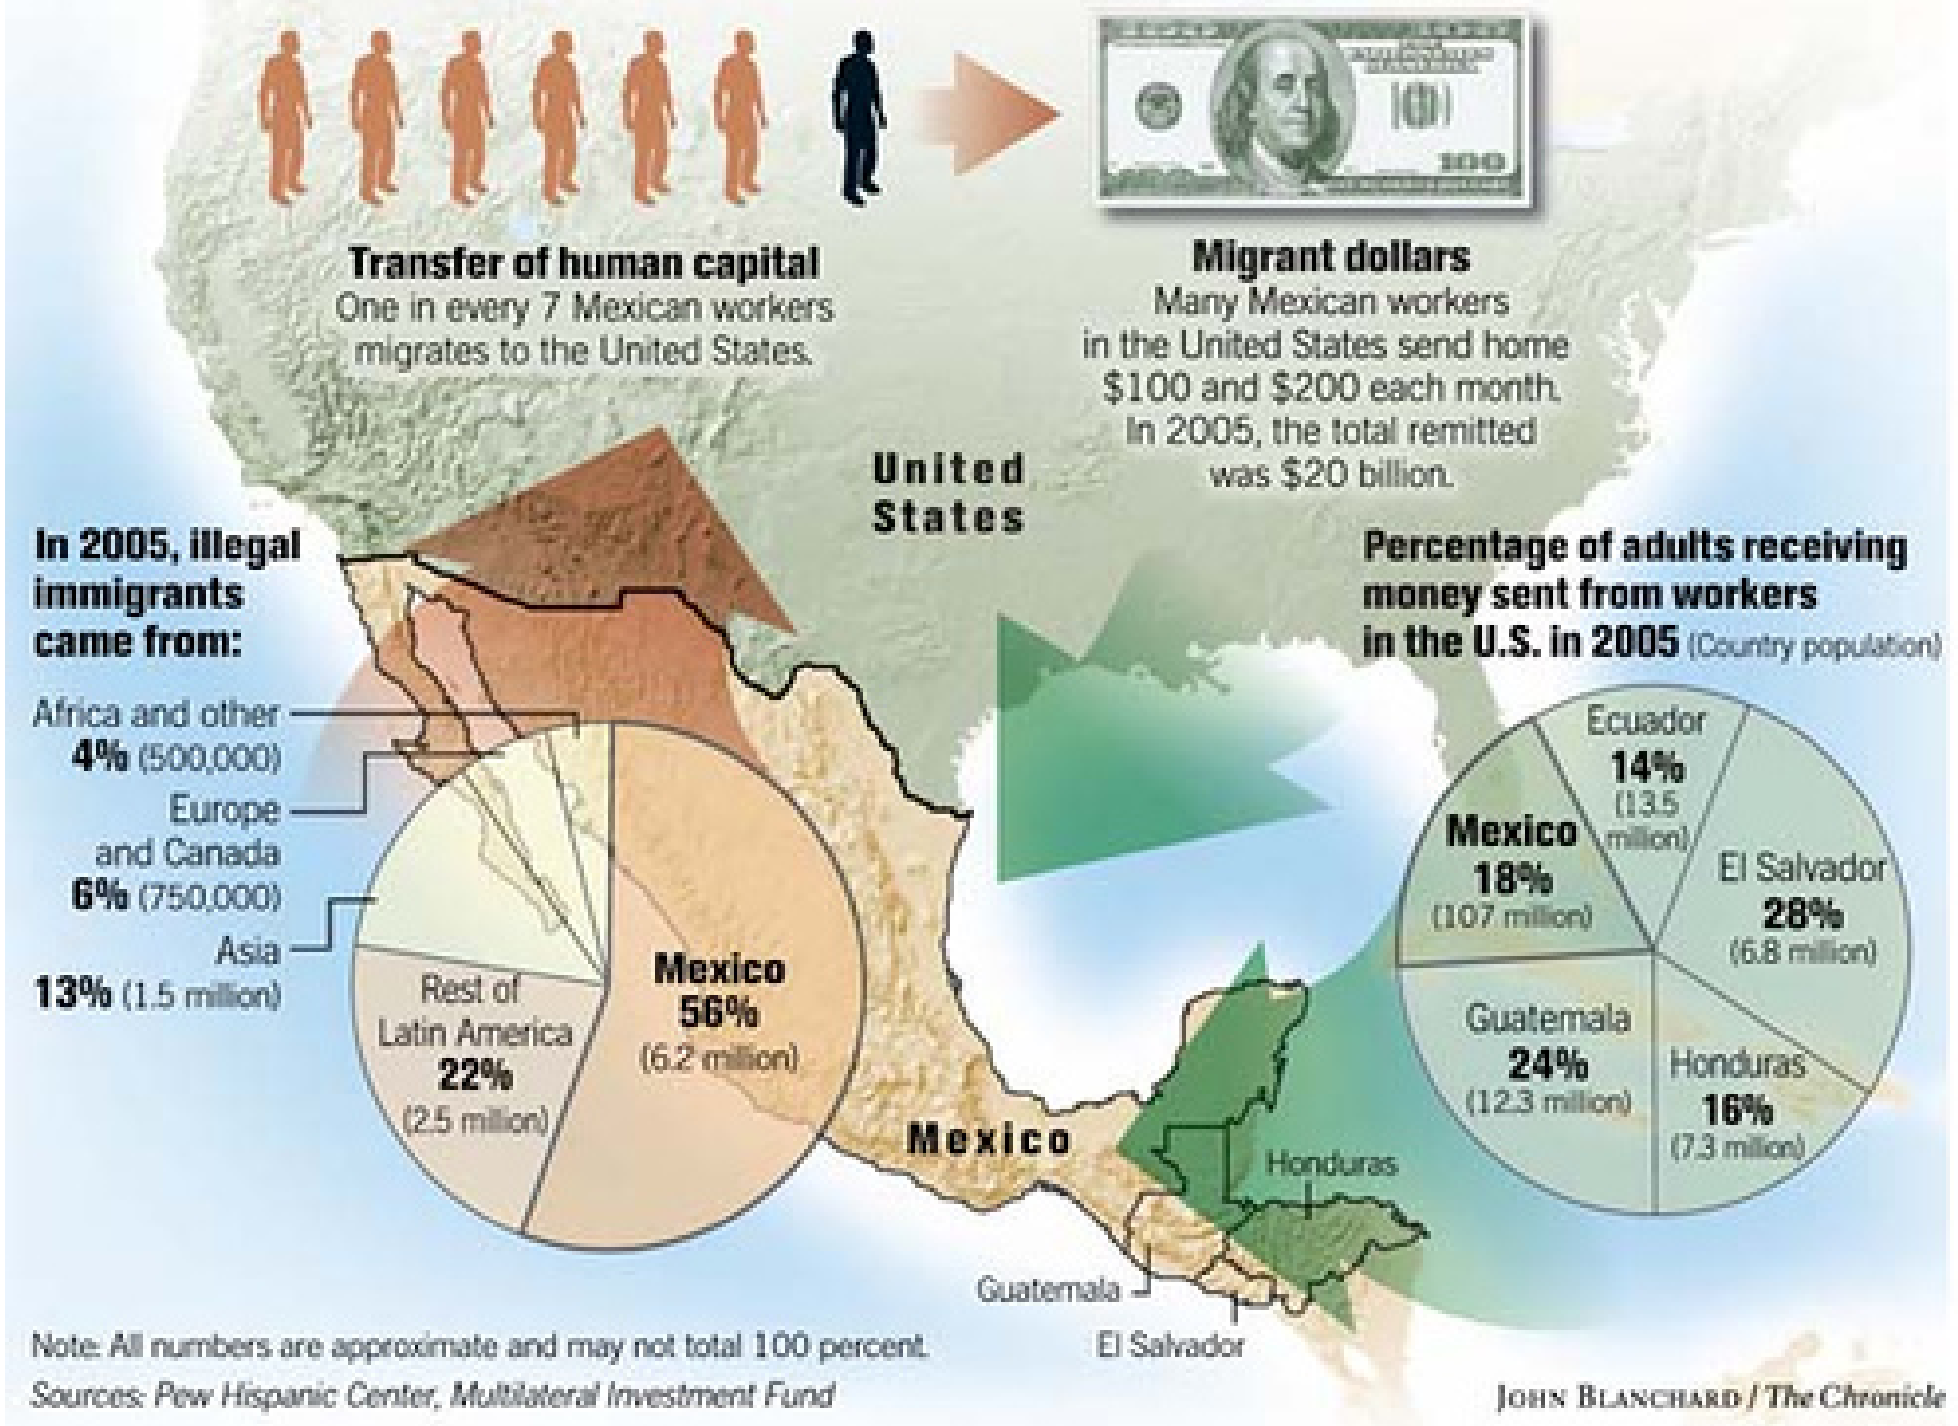 100
Transfer of human capital
One in every 7 Mexican workers
migrates to the United States.
Migrant dollars
Many Mexican workers
in the United States send home
$100 and $200 each month.
In 2005, the total remitted
was $20 billion.
United
States
In 2005, illegal
immigrants
came from:
Africa and other
4% (500,000)
Europe
and Canada
6% (750,000)
Asia
13% (1.5 million)
Rest of
Latin America
22%
(2.5 million)
Mexico
56%
(6.2 million)
Percentage of adults receiving
money sent from workers
in the U.S. in 2005 (Country population)
Ecuador
14%
(13.5
million)
Mexico
18%
(107 million)
El Salvador
28%
(6.8 million)
Guatemala
24%
(12.3 million)
Honduras
16%
(7.3 million)
Mexico
Honduras
Guatemala
El Salvador
Note: All numbers are approximate and may not total 100 percent.
Sources: Pew Hispanic Center, Multilateral Investment Fund
JOHN BLANCHARD / The Chronicle